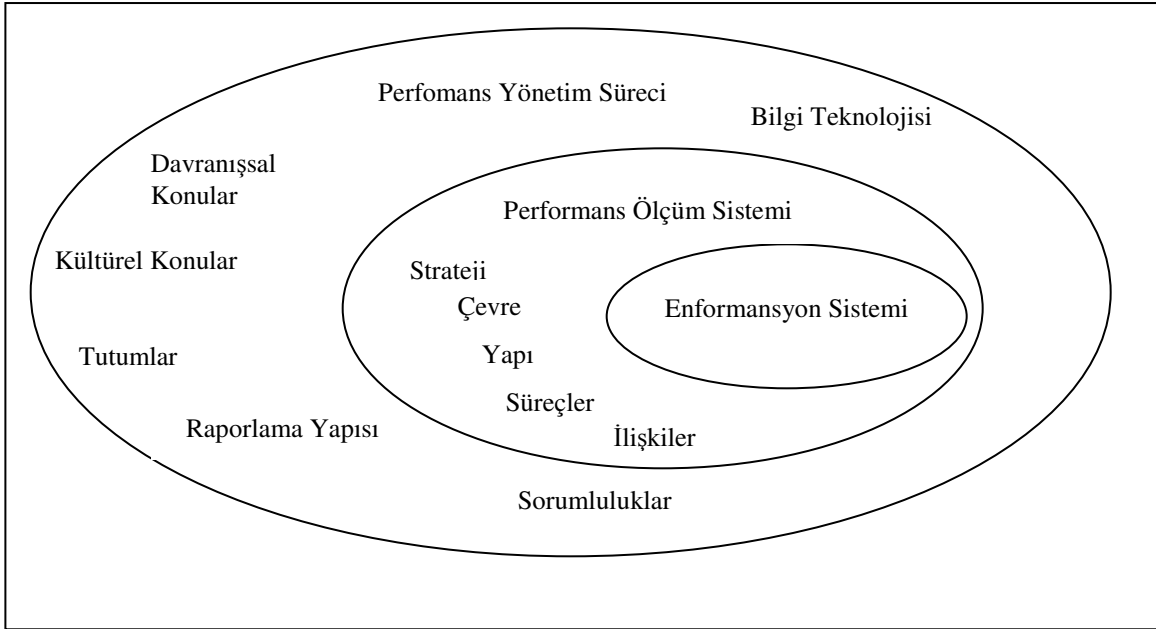 Perfomans Yönetim Süreci
Bilgi Teknolojisi
Davranışsal
Konular
Performans Ölçüm Sistemi
Kültürel Konular
Strateji
Çevre
Enformansyon Sistemi
Tutumlar
Yapı
Süreçler
Raporlama Yapısı
İlişkiler
Sorumluluklar